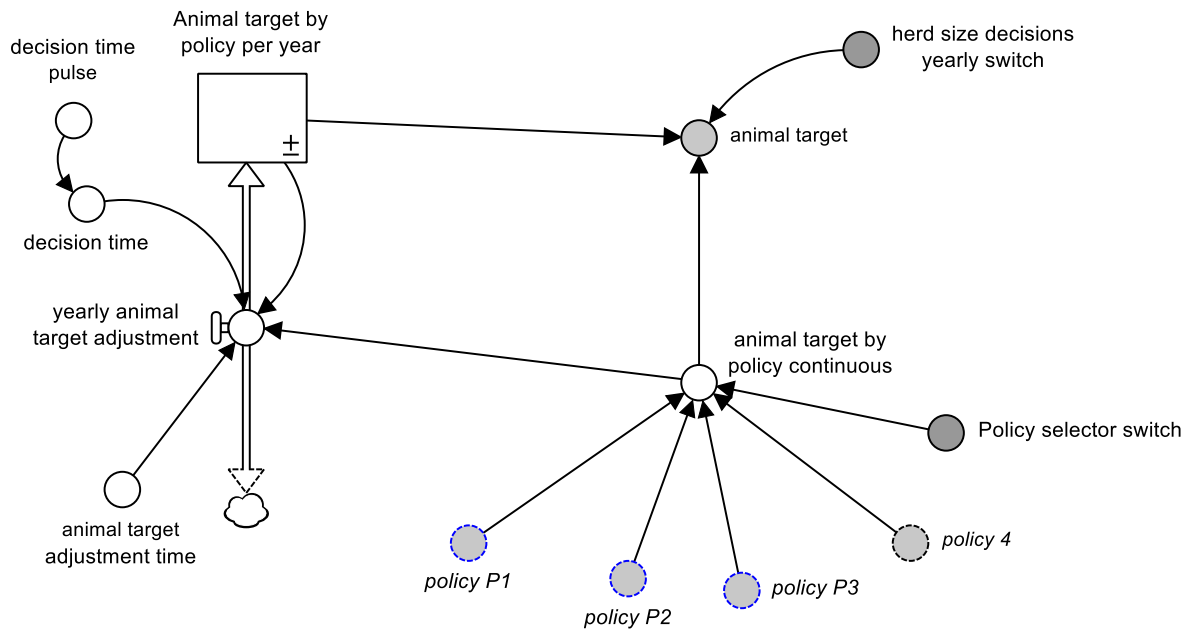 Animal target by
policy per year
decision time
pulse
herd size decisions
yearly switch
±
animal target
decision time
yearly animal
target adjustment
animal target by
policy continuous
Policy selector switch
animal target
adjustment time
policy P1
policy P2
policy P3
policy 4